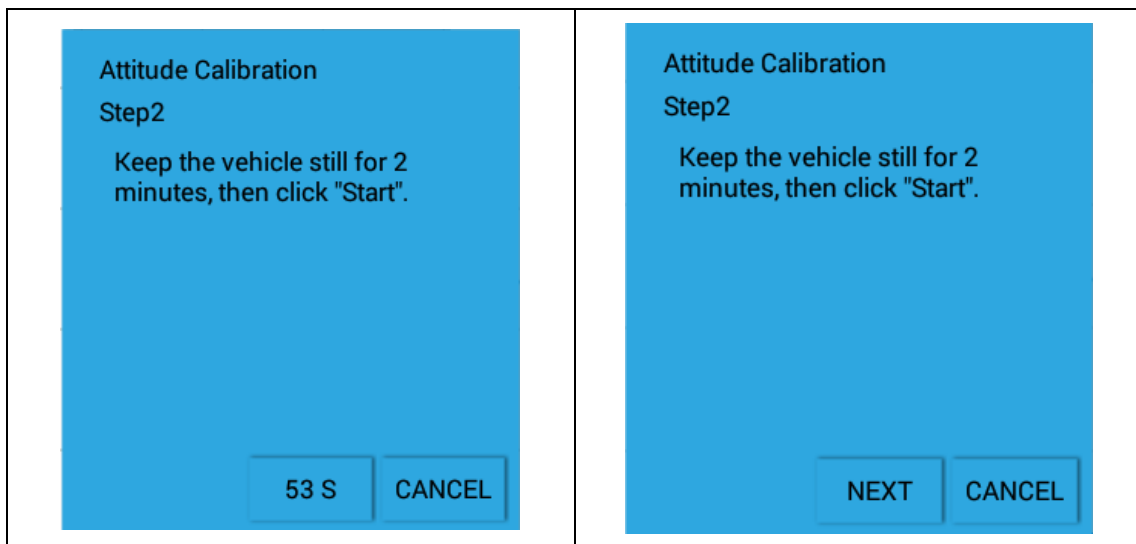 Attitude Calibration
Step2
Keep the vehicle still for 2
minutes, then click "Start".
53 S
CANCEL
Attitude Calibration
Step2
Keep the vehicle still for 2
minutes, then click "Start".
NEXT
CANCEL